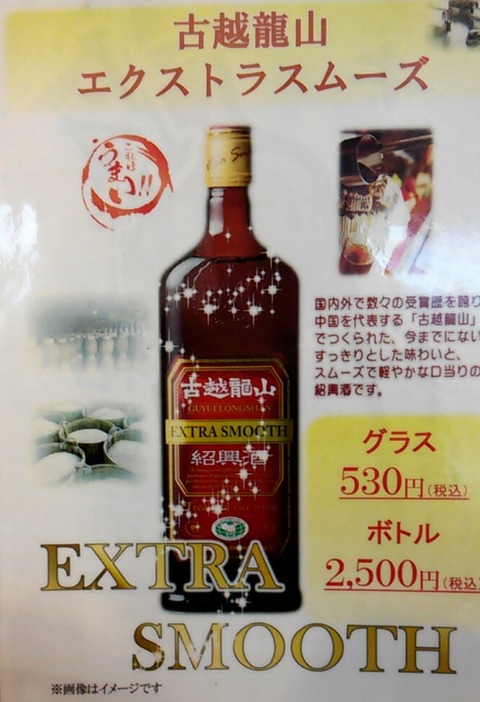 古越龍山
エクストラスムーズ
これは
うまい!!
国内外で数々の受賞歴を誇り
中国を代表する「古越龍山」
でつくられた、今までにない
すっきりとした味わいと、
スムーズで軽やかな口当りの
紹興酒です。
古越龍山
GUYUELONGSHAN
EXTRA SMOOTH
紹興酒
グラス
530円(税込)
ボトル
2,500円(税込)
EXTRA
SMOOTH
※画像はイメージです